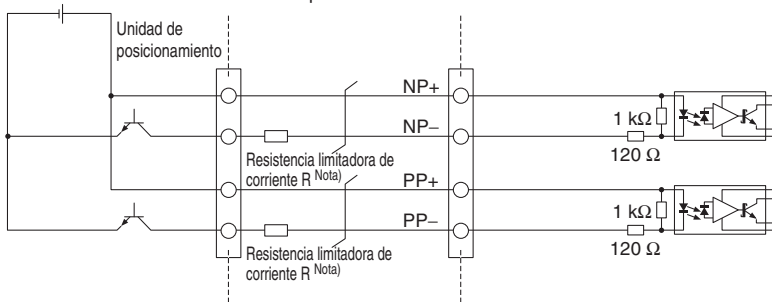 Unidad de
posicionamiento
NP+
NP−
1 kΩ
120 Ω
Resistencia limitadora de
corriente R Nota)
PP+
PP−
1 kΩ
120 Ω
Resistencia limitadora de
corriente R Nota)